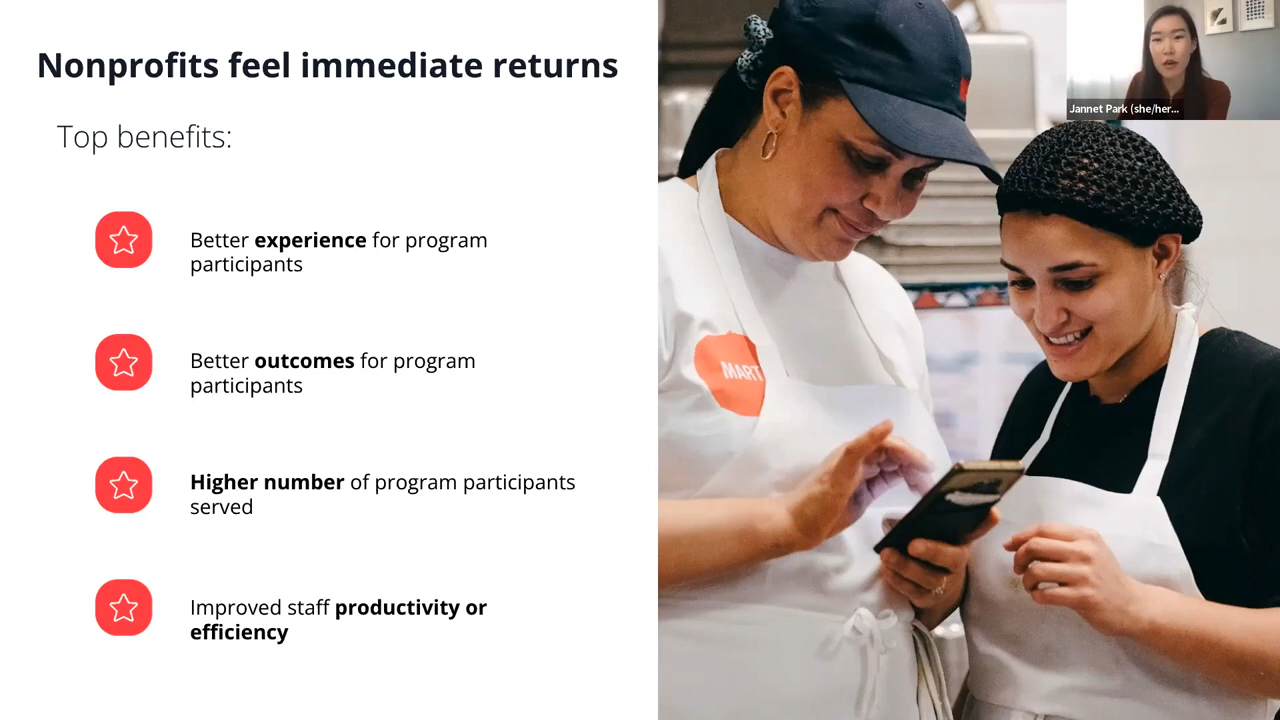 Nonprofits feel immediate returns
Top benefits:
Better experience for program
participants
Better outcomes for program
participants
Higher number of program participants
served
Improved staff productivity or
efficiency
MART
Jannet Park (she/her...